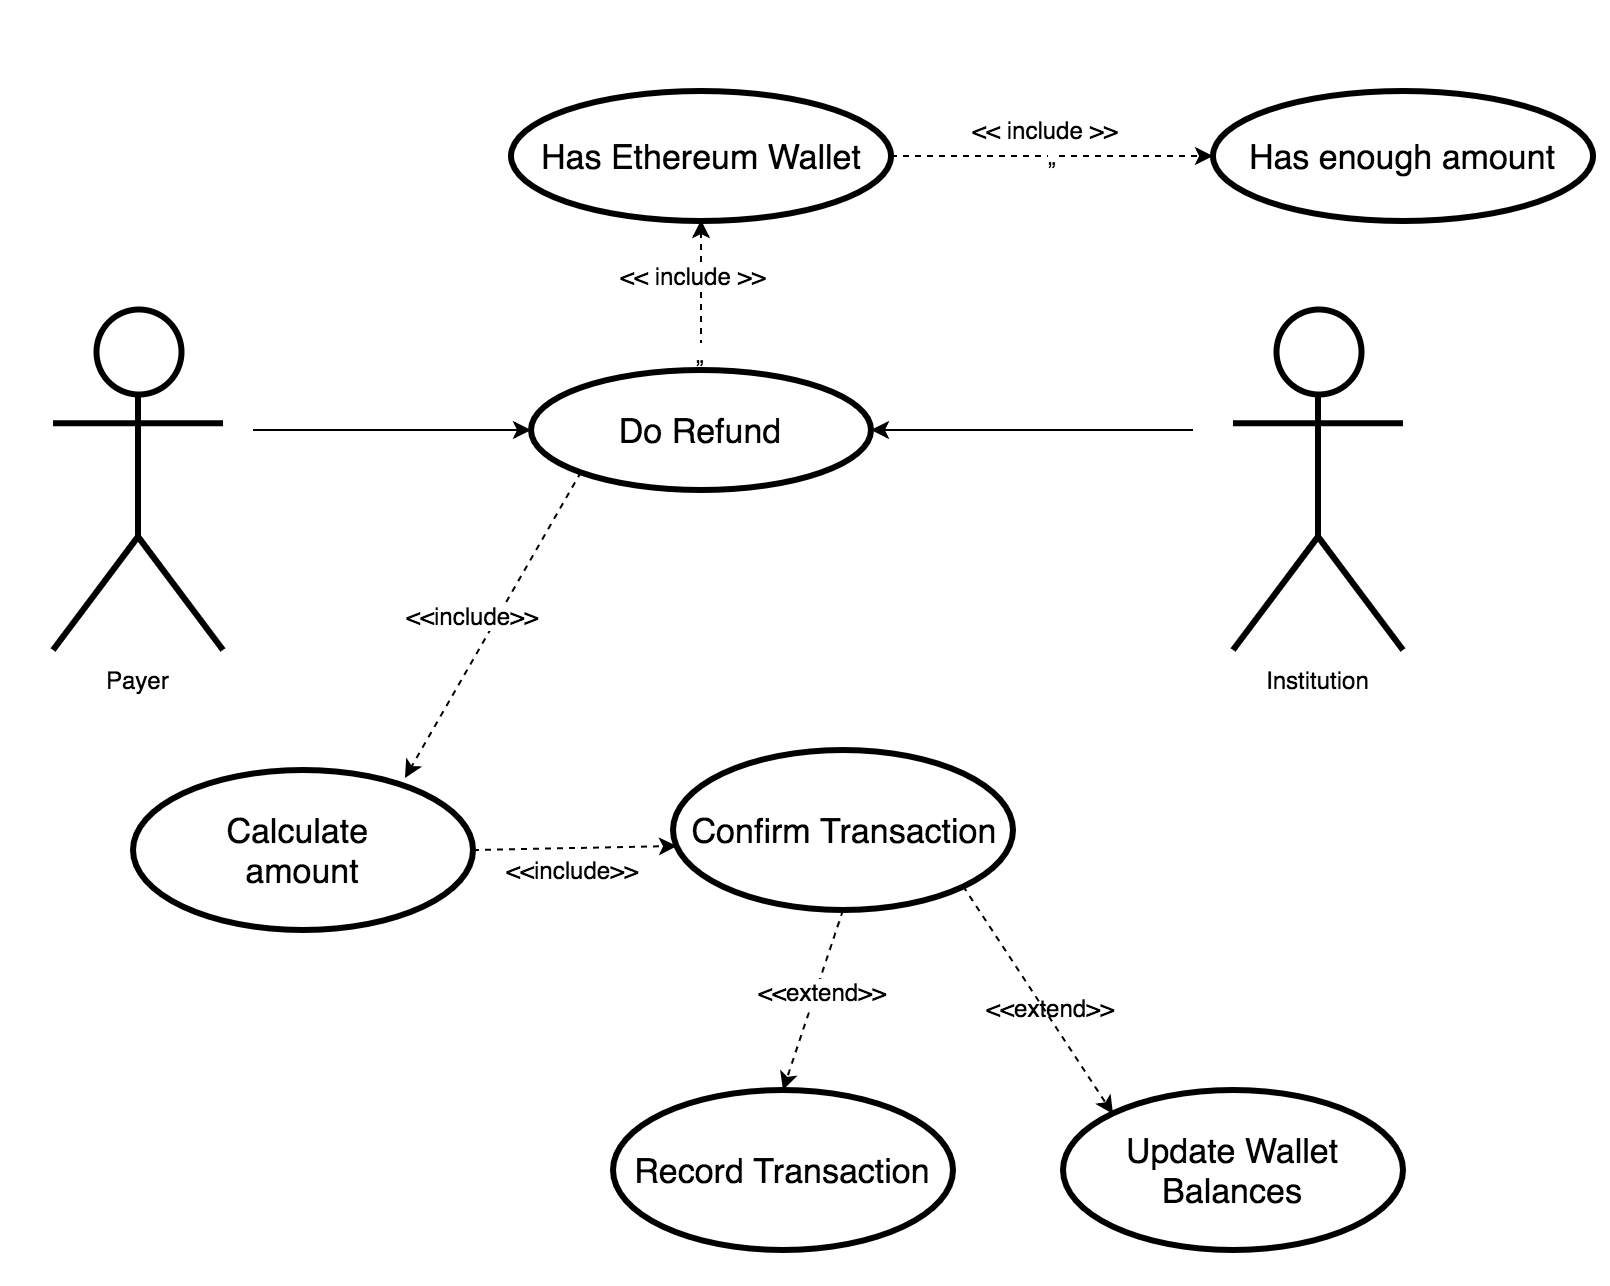 << include >>
Has Ethereum Wallet
„
Has enough amount
<< include >>
„
Do Refund
<<include>>
Payer
Institution
Calculate
amount
Confirm Transaction
<<include>>
<<extend>>
<<extend>>
Record Transaction
Update Wallet
Balances